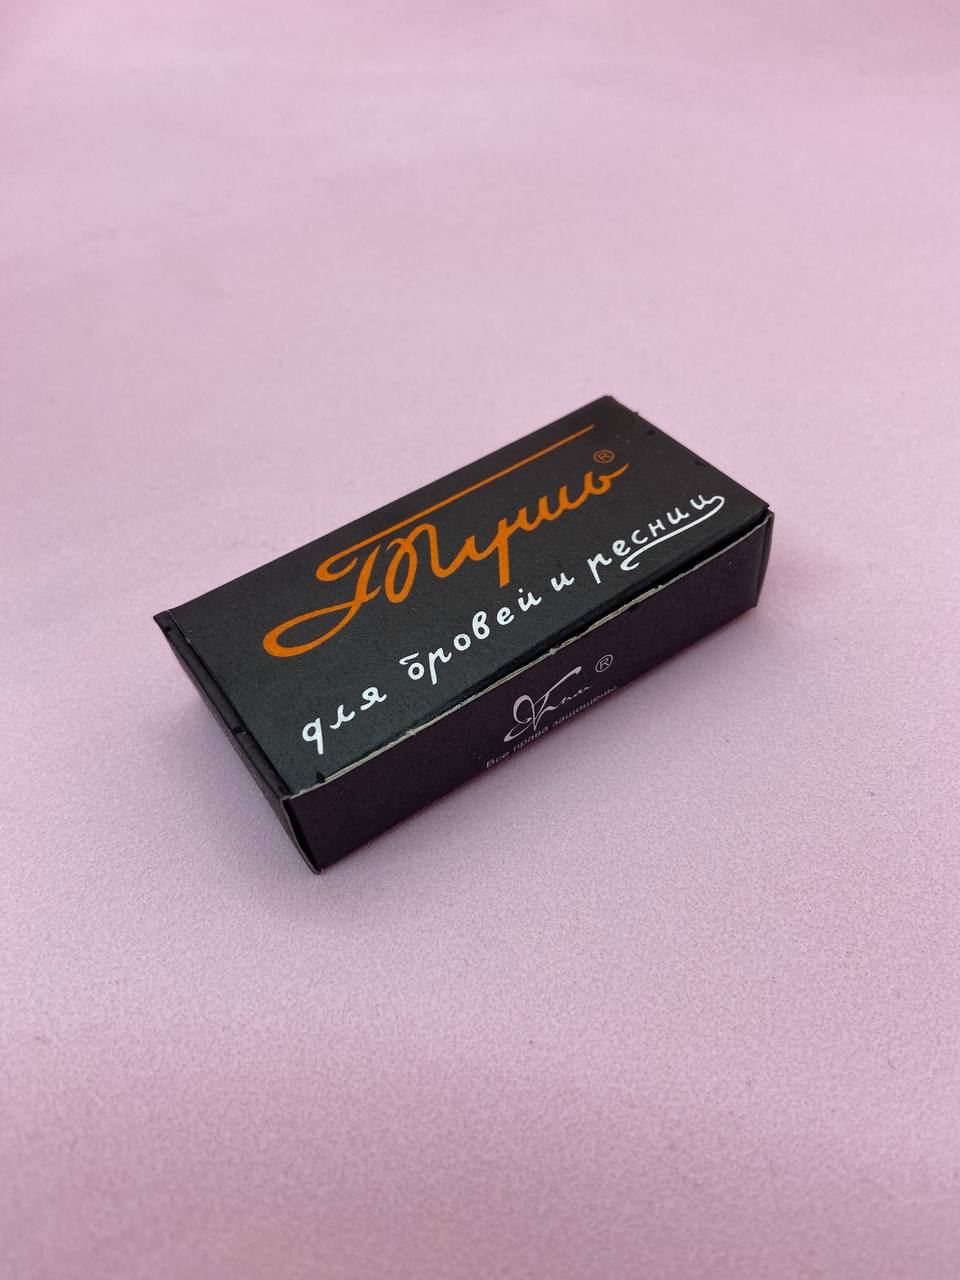 Тушь ®
для бровей и ресниц
®
Все права защищены.